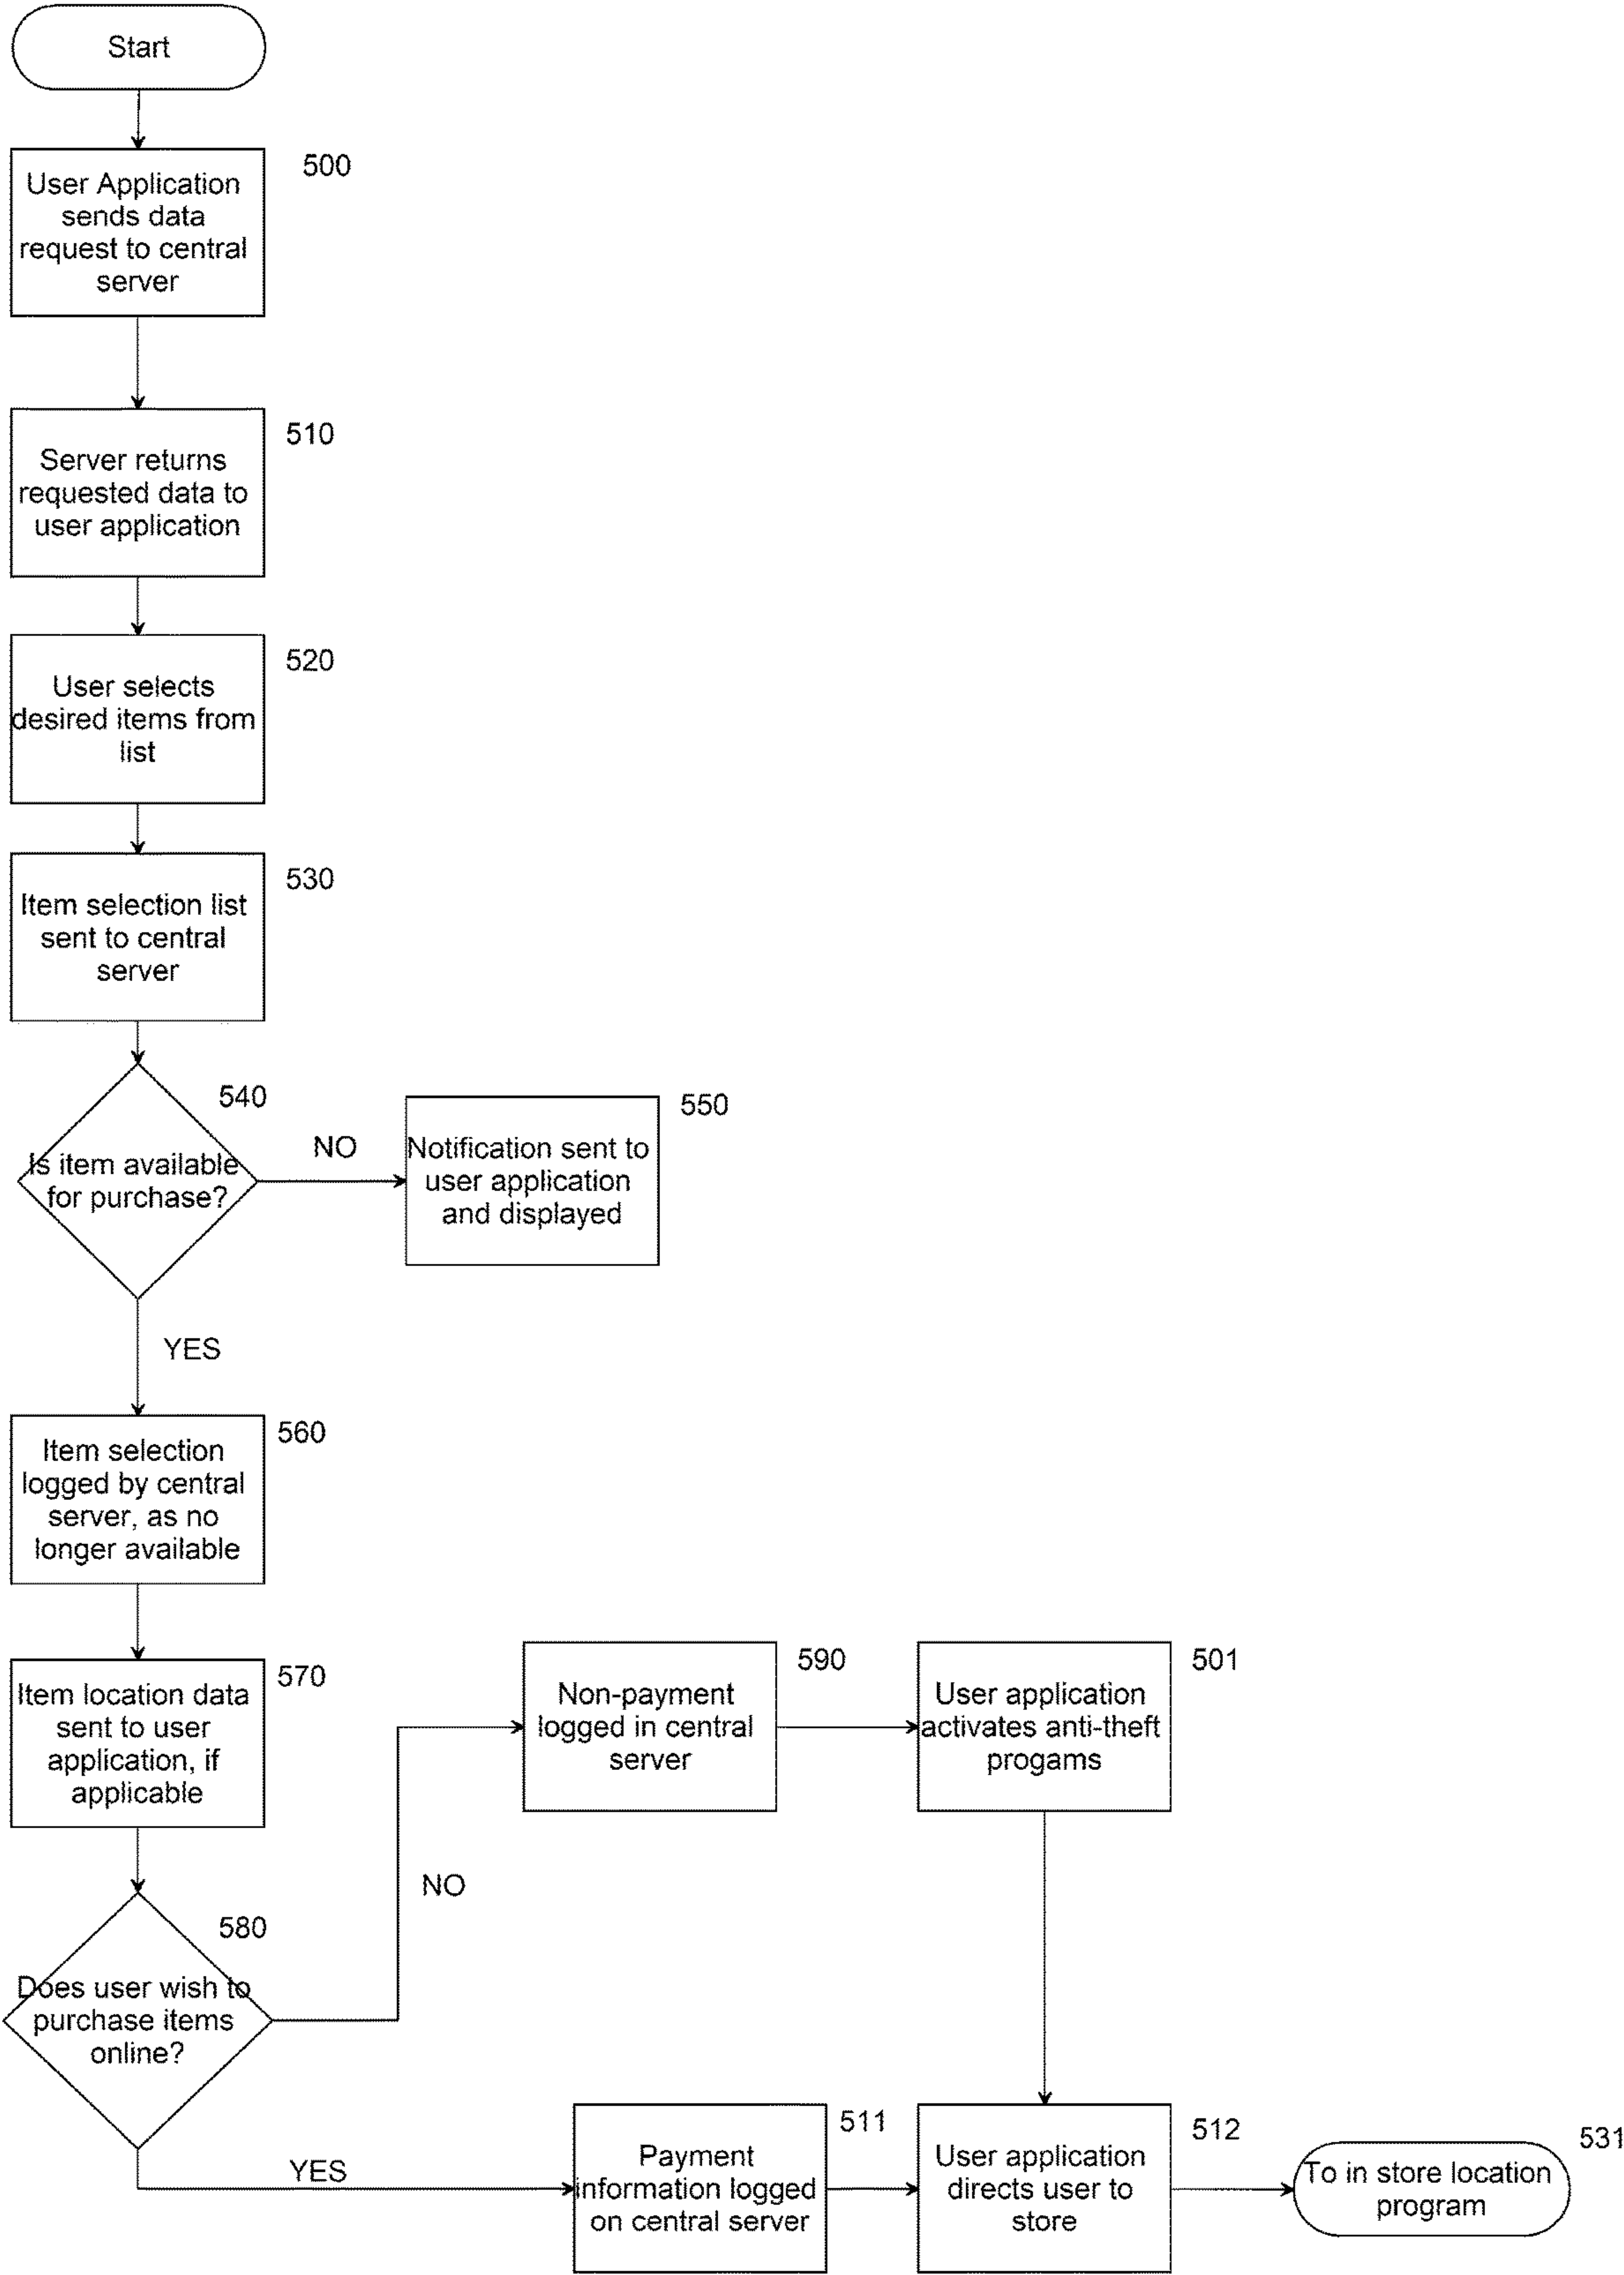 Start
500
User Application
sends data
request to central
server
510
Server returns
requested data to
user application
520
User selects
desired items from
list
530
Item selection list
sent to central
server
540
Is item available
for purchase?
NO
550
Notification sent to
user application
and displayed
YES
560
Item selection
logged by central
server, as no
longer available
570
Item location data
sent to user
application, if
applicable
580
Does user wish to
purchase items
online?
NO
590
Non-payment
logged in central
server
501
User application
activates anti-theft
progams
YES
511
Payment
information logged
on central server
512
User application
directs user to
store
531
To in store location
program